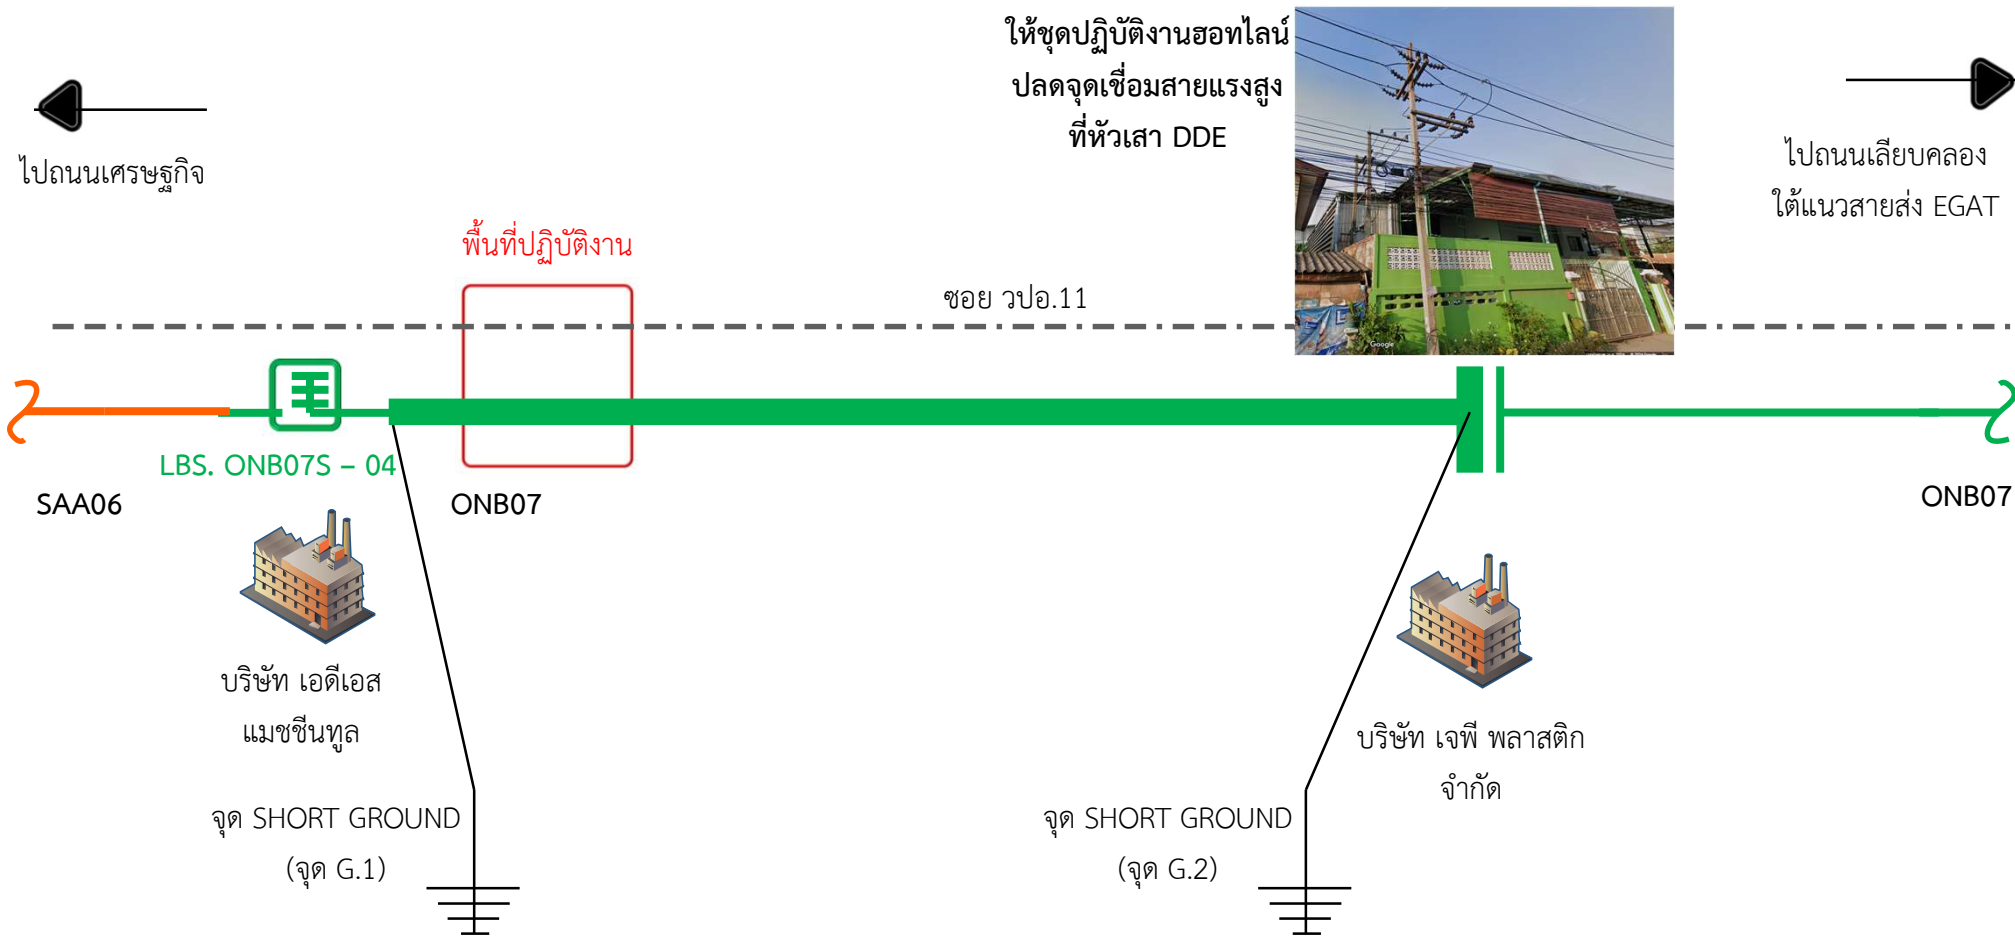 ให้ชุดปฏิบัติงานฮอทไลน์
ปลดจุดเชื่อมสายแรงสูง
ที่หัวเสา DDE
ไปถนนเศรษฐกิจ
ไปถนนเลียบคลอง
ใต้แนวสายส่ง EGAT
พื้นที่ปฏิบัติงาน
ซอย วปอ.11
Google
LBS. ONB07S – 04
SAA06
ONB07
ONB07
บริษัท เอดีเอส
แมชชีนทูล
บริษัท เจพี พลาสติก
จำกัด
จุด SHORT GROUND
(จุด G.1)
จุด SHORT GROUND
(จุด G.2)